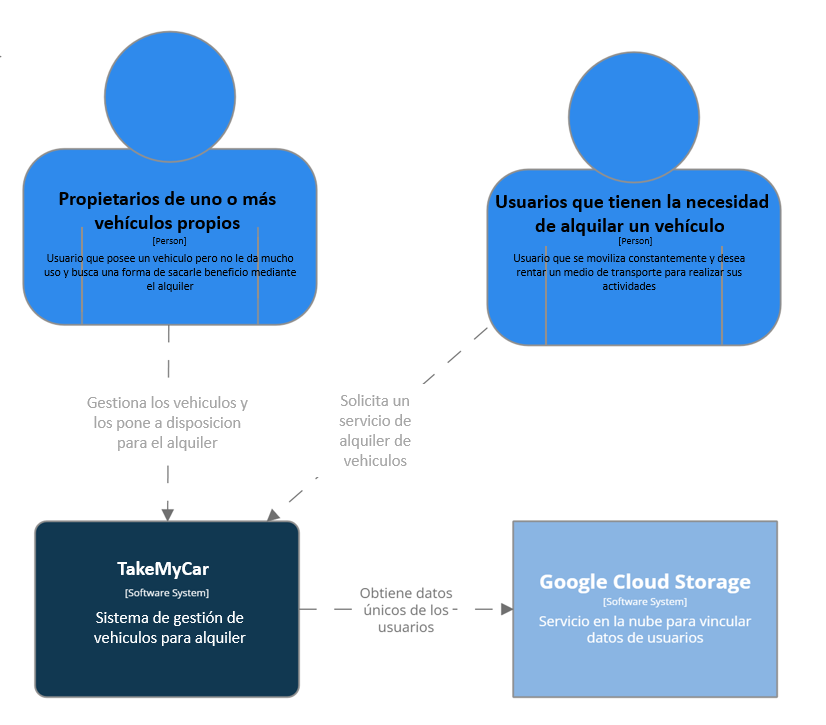 Propietarios de uno o más
vehículos propios
[Person]
Usuario que posee un vehiculo pero no le da mucho
uso y busca una forma de sacarle beneficio mediante
el alquiler
Usuarios que tienen la necesidad
de alquilar un vehículo
[Person]
Usuario que se moviliza constantemente y desea
rentar un medio de transporte para realizar sus
actividades
Gestiona los vehiculos y
los pone a disposicion
para el alquiler
Solicita un
servicio de
alquiler de
vehiculos
TakeMyCar
[Software System]
Sistema de gestión de
vehiculos para alquiler
Obtiene datos
únicos de los
usuarios
Google Cloud Storage
[Software System]
Servicio en la nube para vincular
datos de usuarios